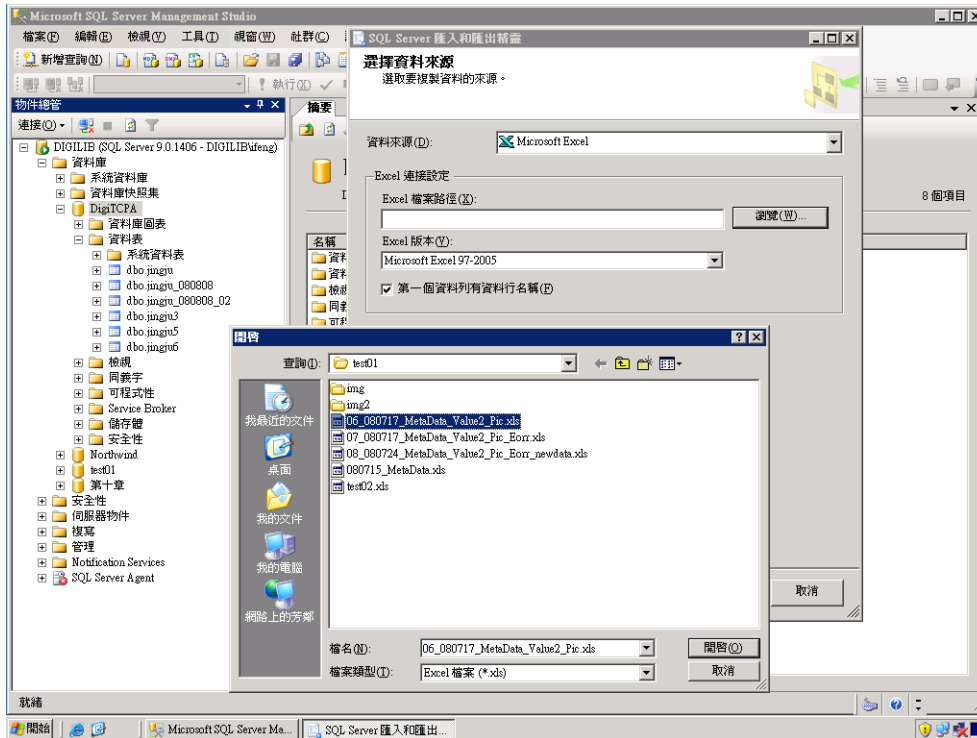 Microsoft SQL Server Management Studio
檔案(F) 編輯(E) 檢視(V) 工具(T) 視窗(W) 社群(C)
新增查詢(N)
執行(X)
物件總管
連接(O)
DIGILIB (SQL Server 9.0.1406 - DIGILIB\ifeng)
資料庫
系統資料庫
資料庫快照集
DigiTCPA
資料庫圖表
資料表
系統資料表
dbo.jingju
dbo.jingju_080808
dbo.jingju_080808_02
dbo.jingju3
dbo.jingju5
dbo.jingju6
檢視
同義字
可程式性
Service Broker
儲存體
安全性
Northwind
test01
第十章
安全性
伺服器物件
複寫
管理
Notification Services
SQL Server Agent
摘要
8 個項目
名稱
SQL Server 匯入和匯出精靈
選擇資料來源
選取要複製資料的來源。
資料來源(D):
Microsoft Excel
Excel 連接設定
Excel 檔案路徑(X):
瀏覽(W)...
Excel 版本(V):
Microsoft Excel 97-2005
第一個資料列有資料行名稱(F)
取消
開啓
查詢(I):
test01
我最近的文件
桌面
我的文件
我的電腦
網路上的芳鄰
img
img2
06_080717_MetaData_Value2_Pic.xls
07_080717_MetaData_Value2_Pic_Eorr.xls
08_080724_MetaData_Value2_Pic_Eorr_newdata.xls
080715_MetaData.xls
test02.xls
檔名(N):
06_080717_MetaData_Value2_Pic.xls
開啓(O)
檔案類型(T):
Excel 檔案 (*.xls)
取消
就緒
開始
Microsoft SQL Server Ma...
SQL Server 匯入和匯出...